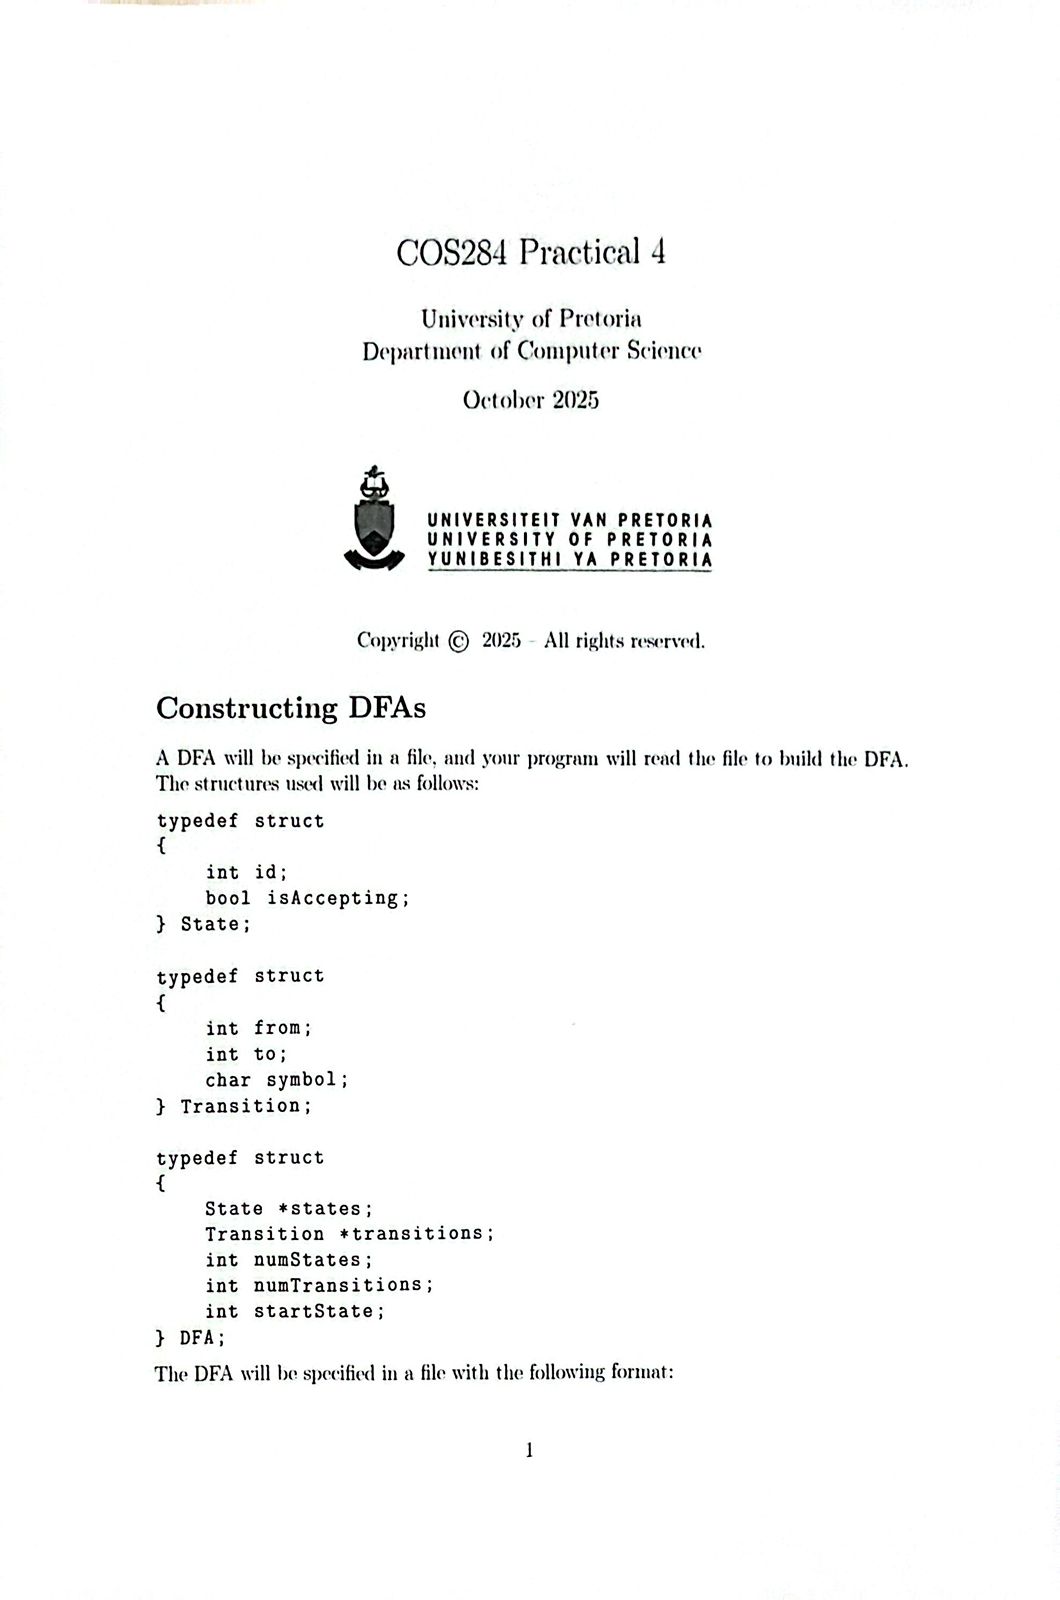 COS284 Practical 4
University of Pretoria
Department of Computer Science
October 2025
UNIVERSITEIT VAN PRETORIA
UNIVERSITY OF PRETORIA
YUNIBESITHI YA PRETORIA
Copyright © 2025 – All rights reserved.
Constructing DFAs
A DFA will be specified in a file, and your program will read the file to build the DFA.
The structures used will be as follows:
typedef struct
{
    int id;
    bool isAccepting;
} State;
typedef struct
{
    int from;
    int to;
    char symbol;
} Transition;
typedef struct
{
    State *states;
    Transition *transitions;
    int numStates;
    int numTransitions;
    int startState;
} DFA;
The DFA will be specified in a file with the following format:
1